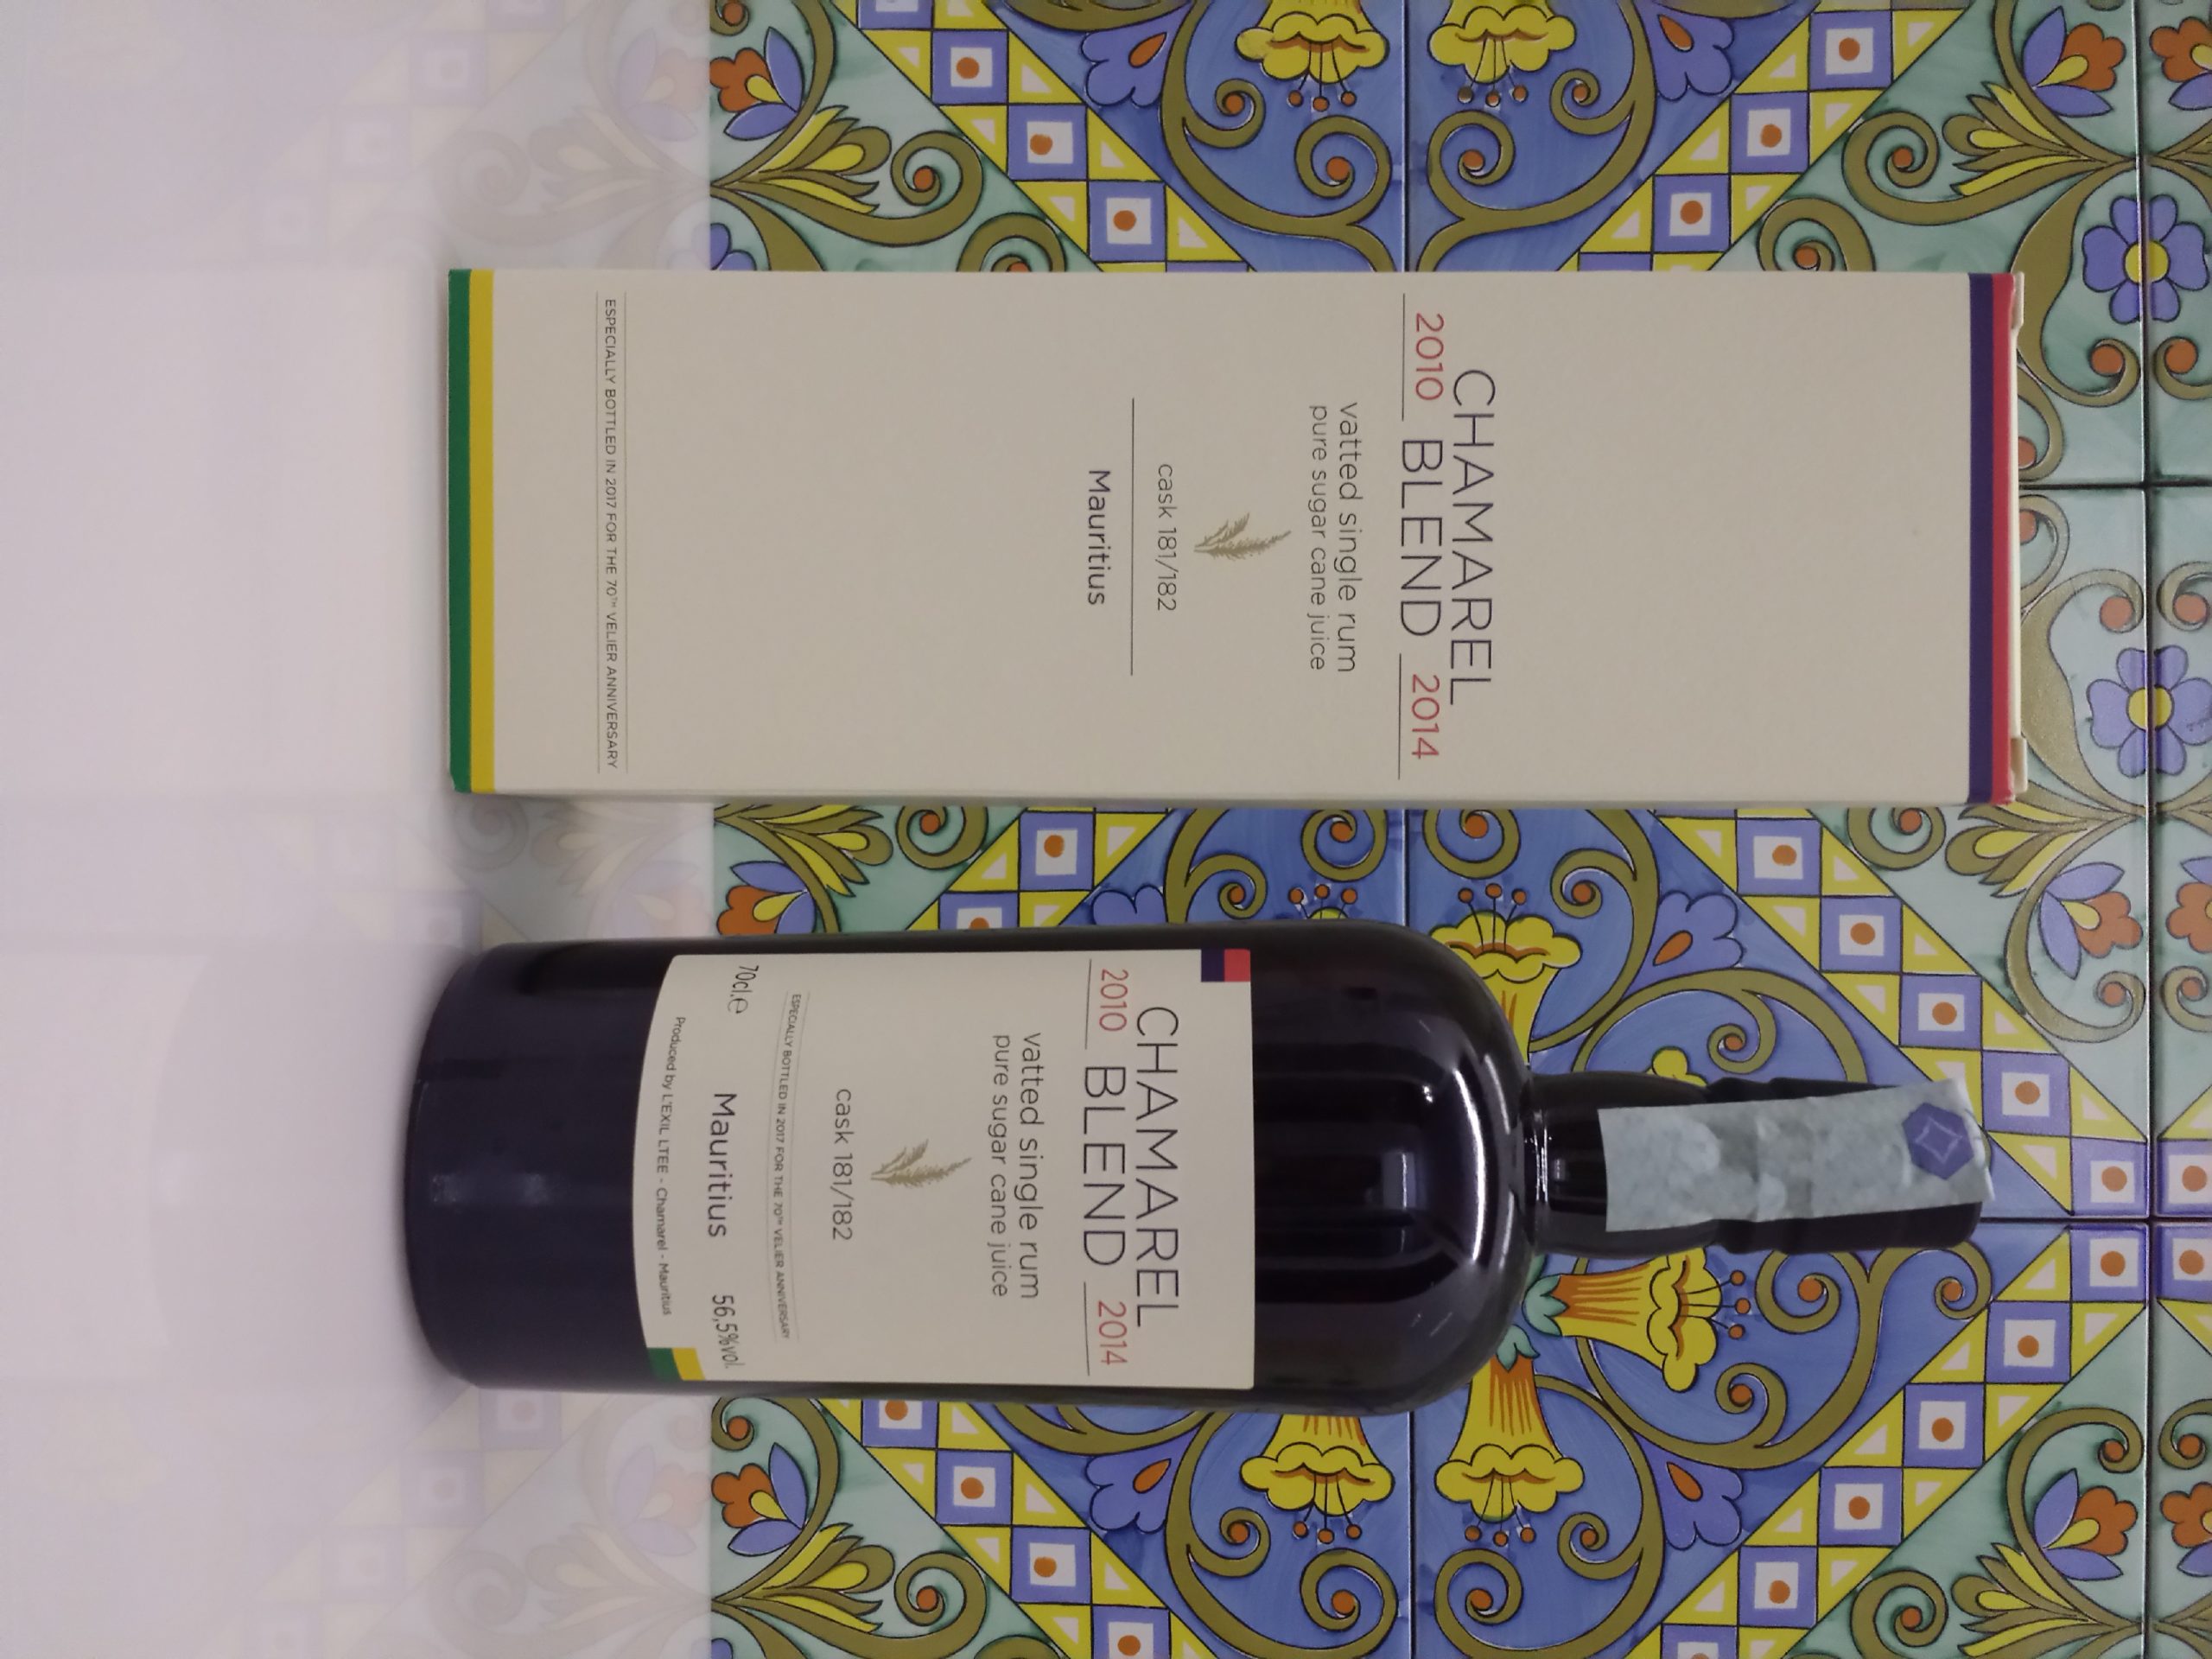 CHAMAREL
2010 BLEND 2014
vatted single rum
pure sugar cane juice
cask 181/182
Mauritius
ESPECIALLY BOTTLED IN 2017 FOR THE 70TH VELIER ANNIVERSARY
CHAMAREL
2010 BLEND 2014
vatted single rum
pure sugar cane juice
cask 181/182
ESPECIALLY BOTTLED IN 2017 FOR THE 70TH VELIER ANNIVERSARY
70cl.e Mauritius 56,5%vol.
Produced by L'EXIL LTEE - Chamarel - Mauritius